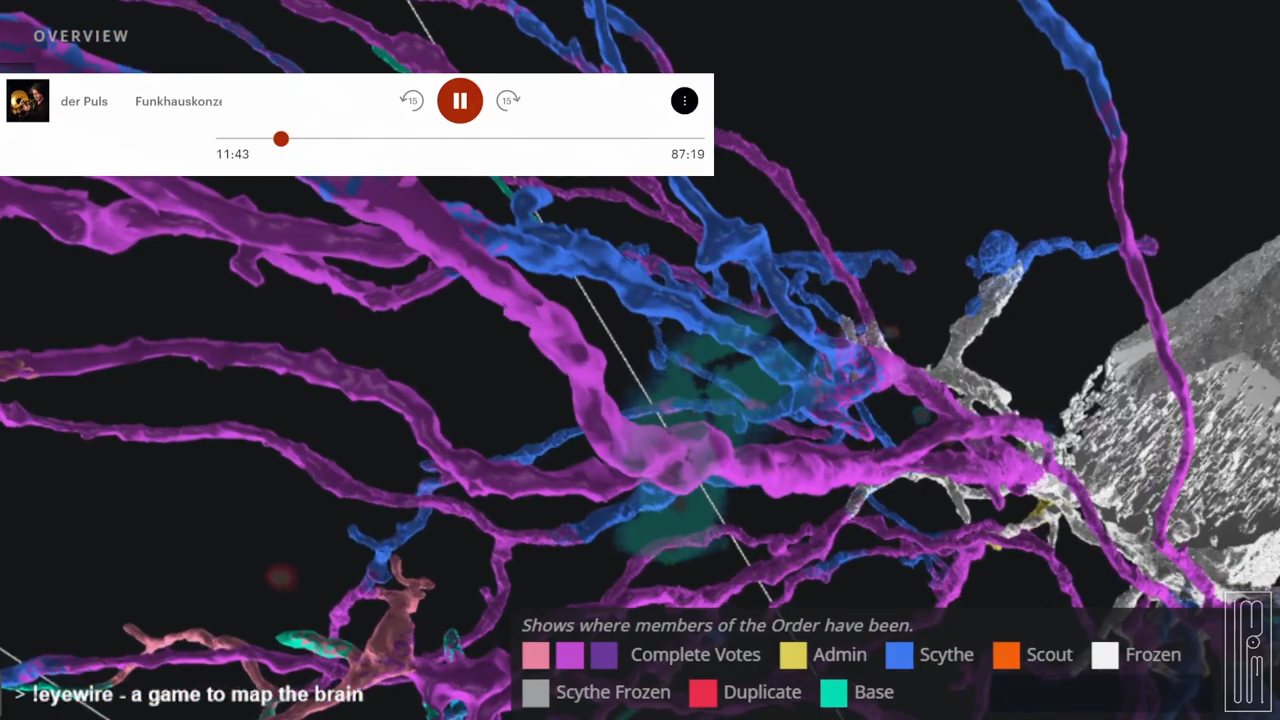 OVERVIEW
der Puls Funkhauskonze
15 15
11:43 87:19
Shows where members of the Order have been.
Complete Votes Admin Scythe Scout Frozen
Scythe Frozen Duplicate Base
> !eyewire - a game to map the brain